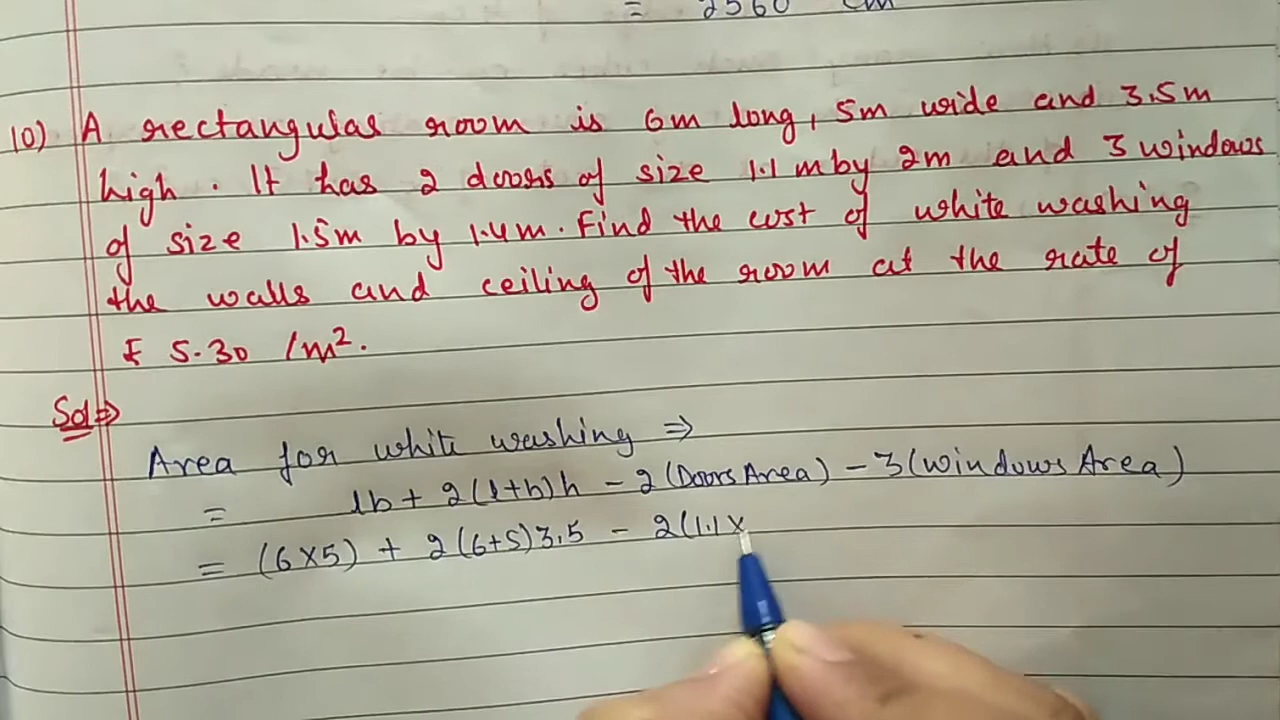 = 2560 cm
10) A rectangular room is 6m long, 5m wide and 3.5m
high. It has 2 doors of size 1.1 m by 2m and 3 windows
of size 1.5m by 1.4m. Find the cost of white washing
the walls and ceiling of the room at the rate of
₹ 5.30 /m².
Sol ⇒
Area for white washing ⇒
= lb + 2(l+b)h - 2(Doors Area) - 3(windows Area)
= (6×5) + 2(6+5)3.5 - 2(1.1×